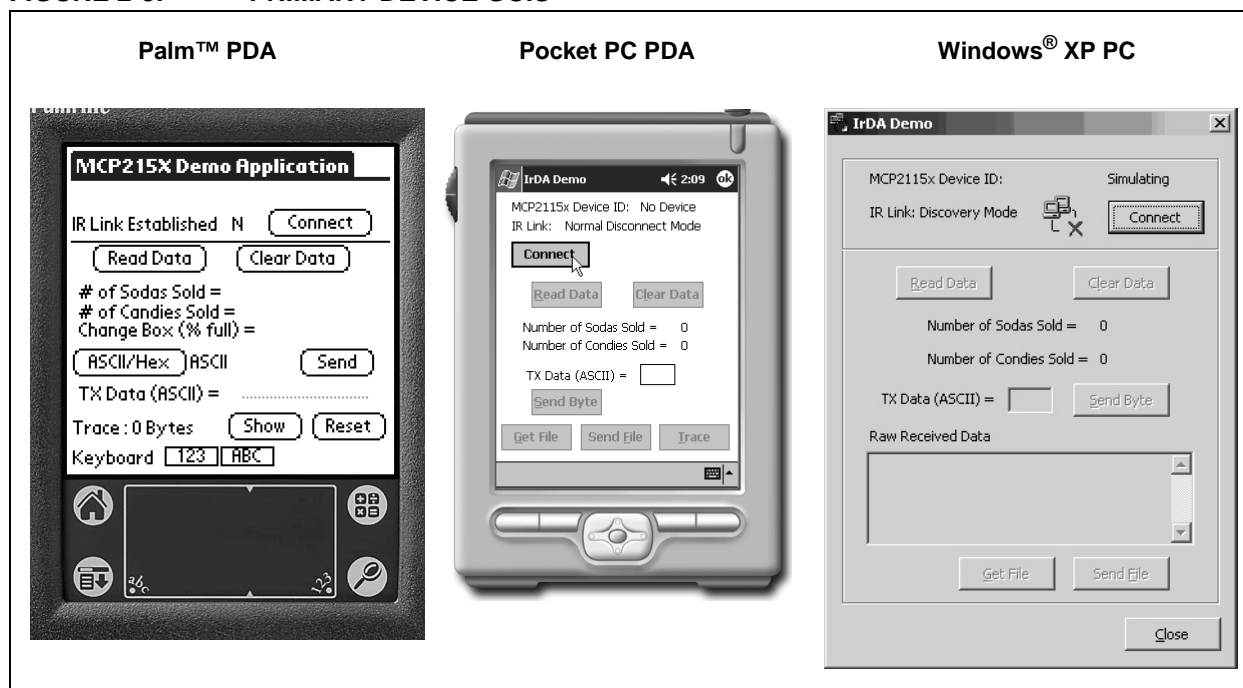 Palm™ PDA
Pocket PC PDA
Windows® XP PC
MCP215X Demo Application
IR Link Established N Connect
Read Data Clear Data
# of Sodas Sold =
# of Candies Sold =
Change Box (% full) =
ASCII/Hex ASCII Send
TX Data (ASCII) =
Trace : 0 Bytes Show Reset
Keyboard 123 ABC
abc 123
IrDA Demo 2:09 ok
MCP2115x Device ID: No Device
IR Link: Normal Disconnect Mode
Connect
Read Data Clear Data
Number of Sodas Sold = 0
Number of Condies Sold = 0
TX Data (ASCII) =
Send Byte
Get File Send File Trace
IrDA Demo
MCP2115x Device ID: Simulating
IR Link: Discovery Mode Connect
Read Data Clear Data
Number of Sodas Sold = 0
Number of Condies Sold = 0
TX Data (ASCII) = Send Byte
Raw Received Data
Get File Send File
Close